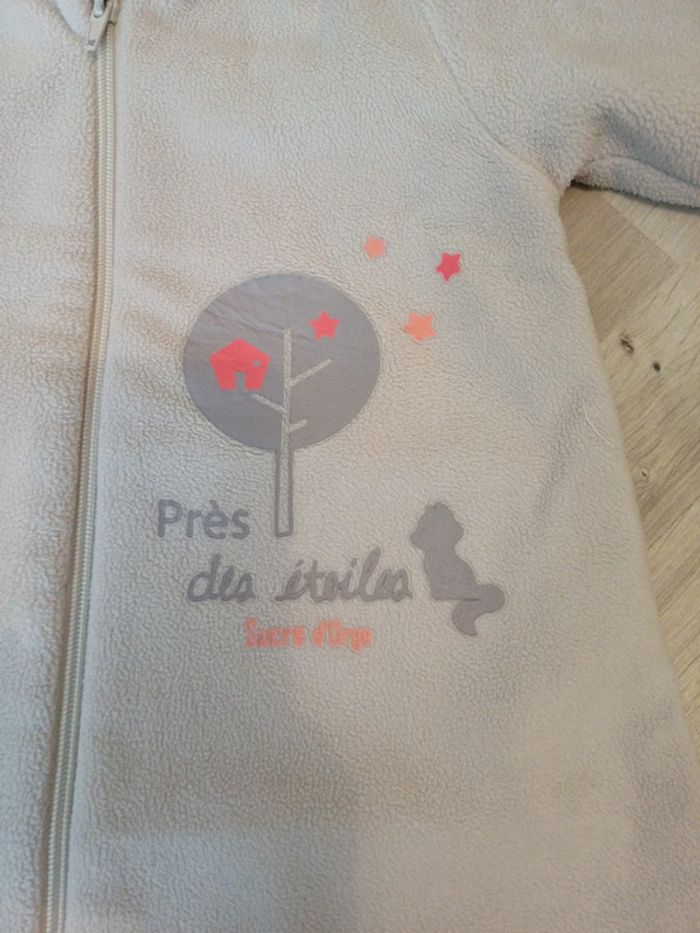 Près
des étoiles
Sucre d'Orge